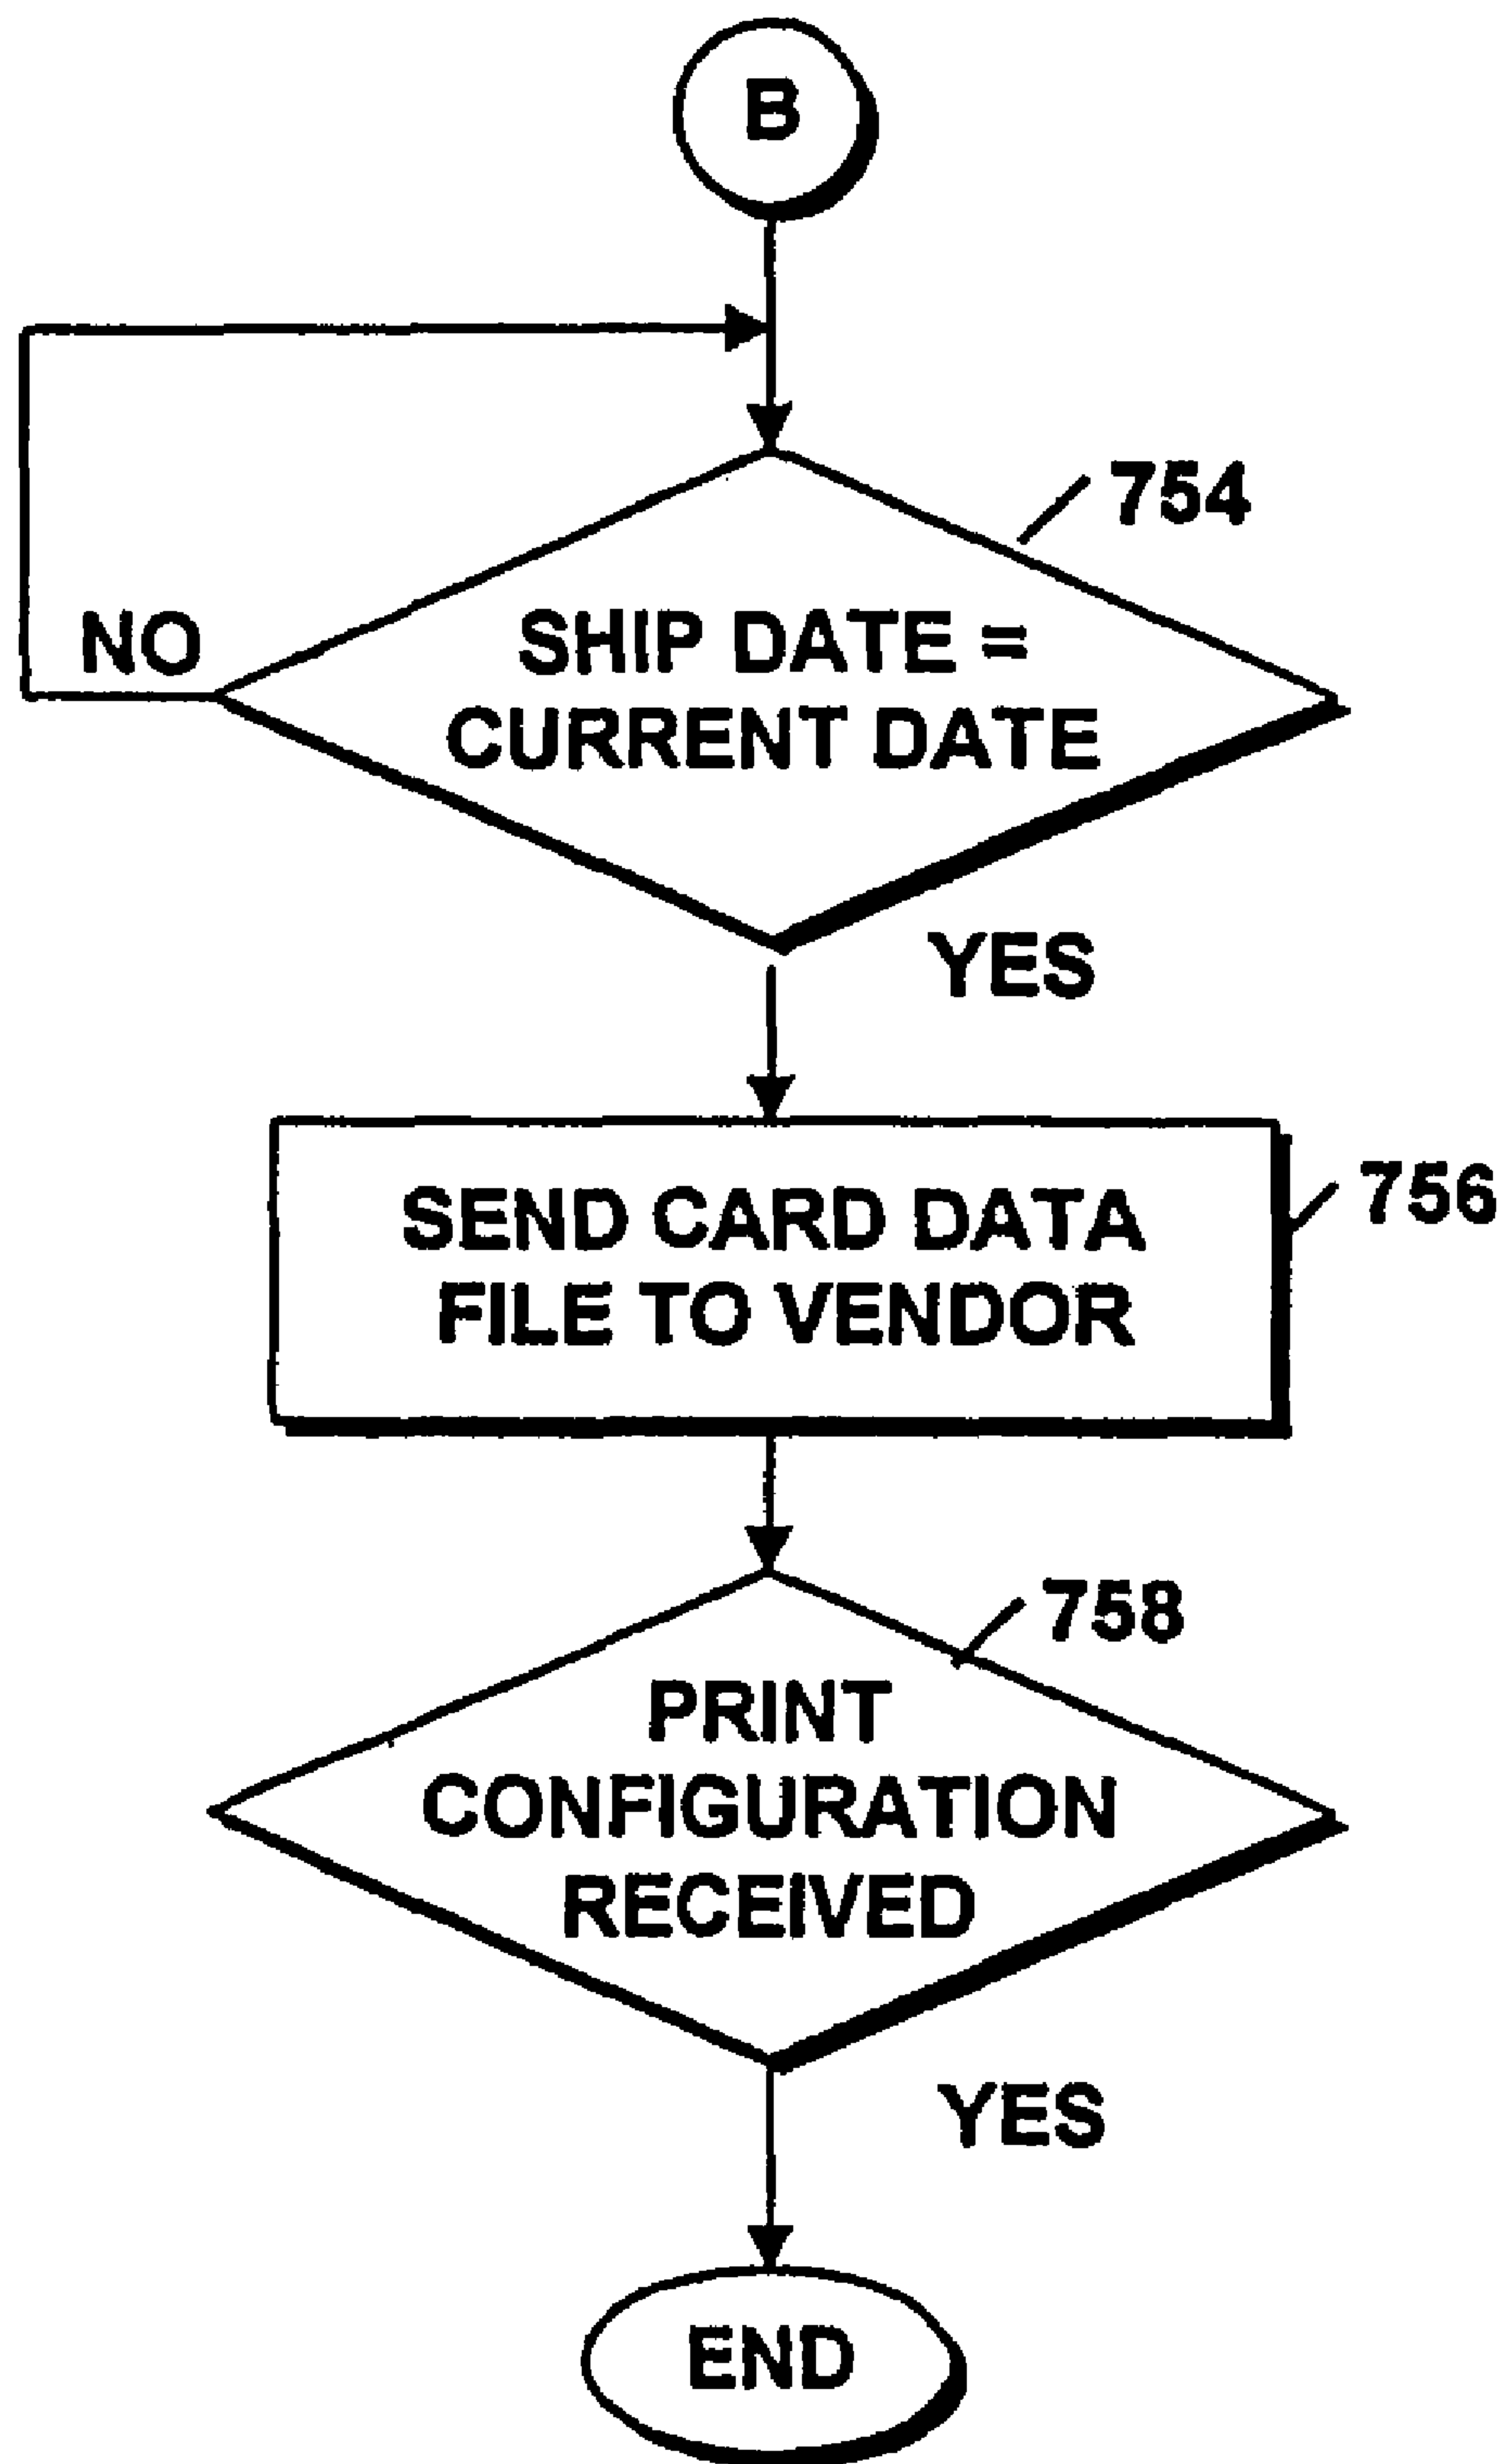 B
754
NO
SHIP DATE =
CURRENT DATE
YES
SEND CARD DATA
FILE TO VENDOR
756
758
PRINT
CONFIGURATION
RECEIVED
YES
END